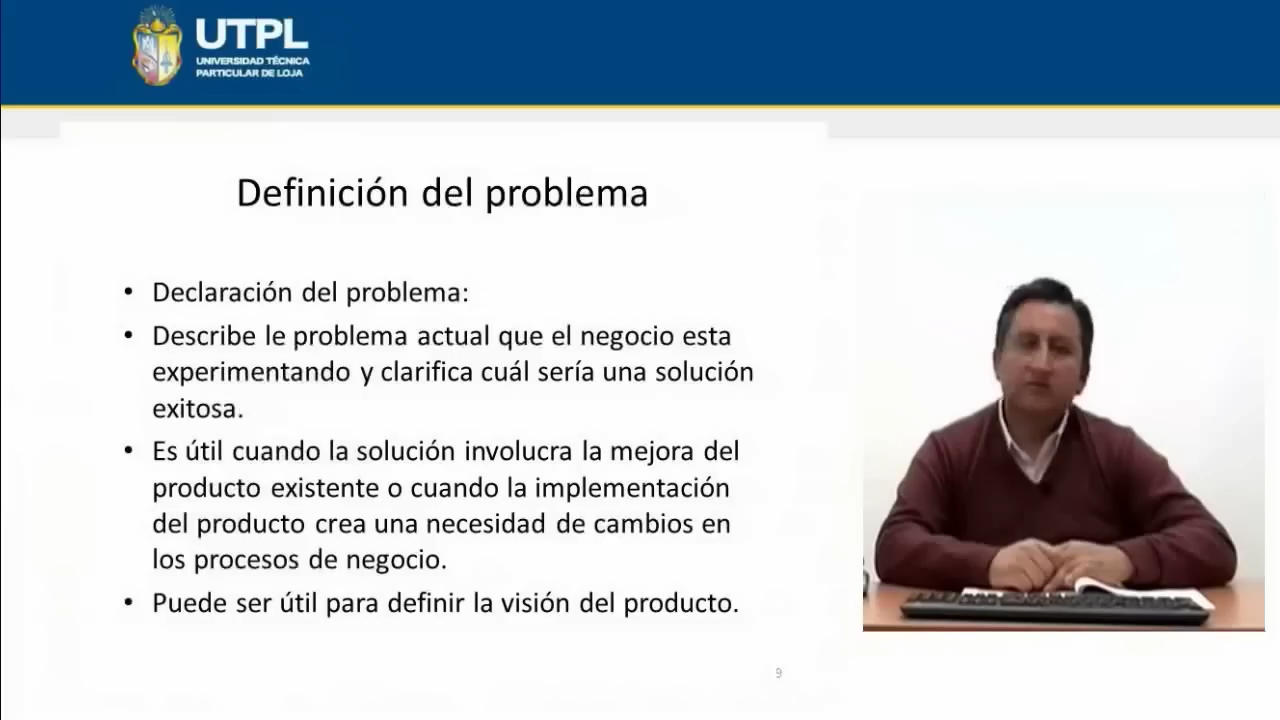 UTPL
UNIVERSIDAD TÉCNICA
PARTICULAR DE LOJA
Definición del problema
• Declaración del problema:
• Describe le problema actual que el negocio esta
experimentando y clarifica cuál sería una solución
exitosa.
• Es útil cuando la solución involucra la mejora del
producto existente o cuando la implementación
del producto crea una necesidad de cambios en
los procesos de negocio.
• Puede ser útil para definir la visión del producto.
9